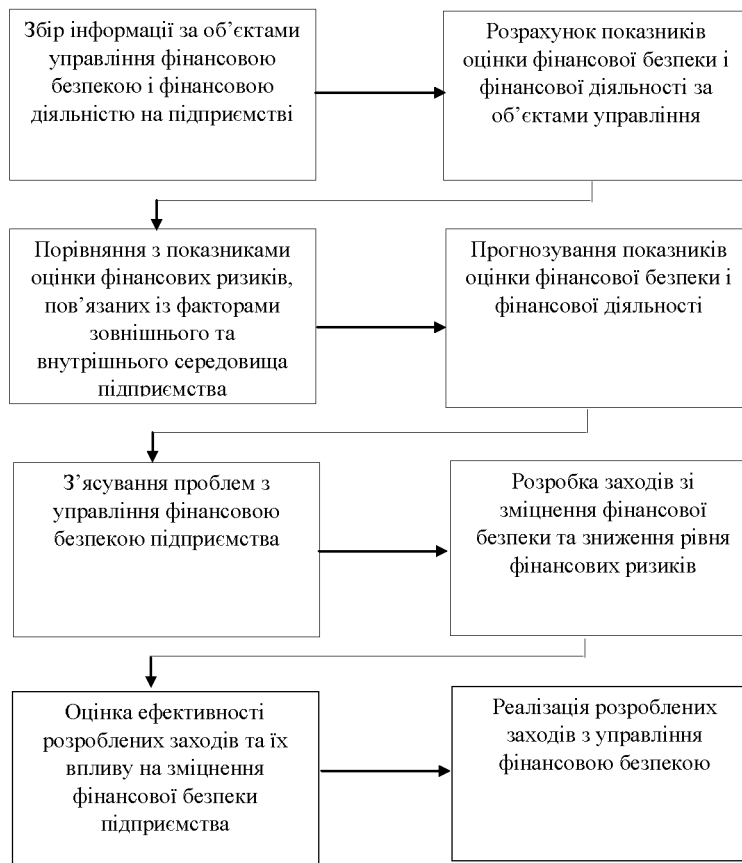 Збір інформації за об’єктами
управління фінансовою
безпекою і фінансовою
діяльністю на підприємстві
Розрахунок показників
оцінки фінансової безпеки і
фінансової діяльності за
об’єктами управління
Порівняння з показниками
оцінки фінансових ризиків,
пов’язаних із факторами
зовнішнього та
внутрішнього середовища
підприємства
Прогнозування показників
оцінки фінансової безпеки і
фінансової діяльності
З’ясування проблем з
управління фінансовою
безпекою підприємства
Розробка заходів зі
зміцнення фінансової
безпеки та зниження рівня
фінансових ризиків
Оцінка ефективності
розроблених заходів та їх
впливу на зміцнення
фінансової безпеки
підприємства
Реалізація розроблених
заходів з управління
фінансовою безпекою